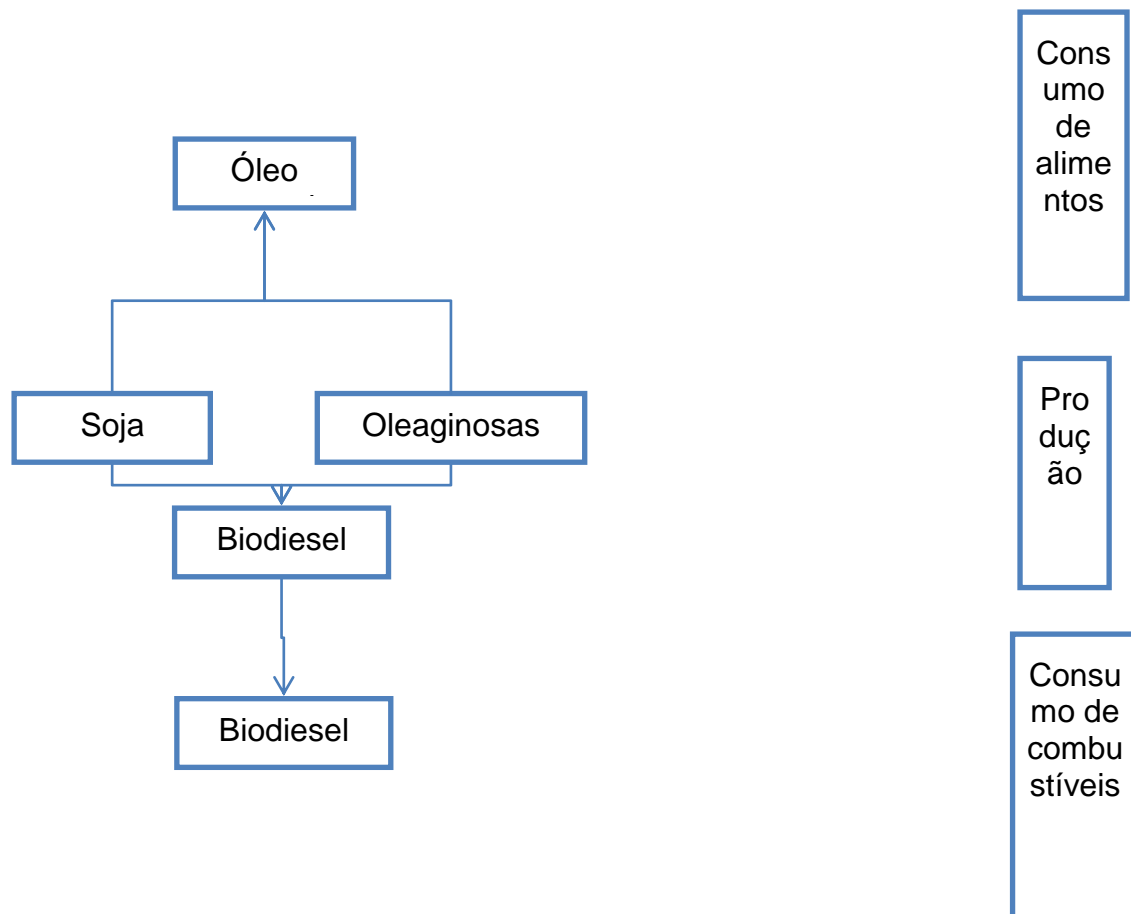 Óleo
Soja
Oleaginosas
Biodiesel
Biodiesel
Cons
umo
de
alime
ntos
Pro
duç
ão
Consu
mo de
combu
stíveis